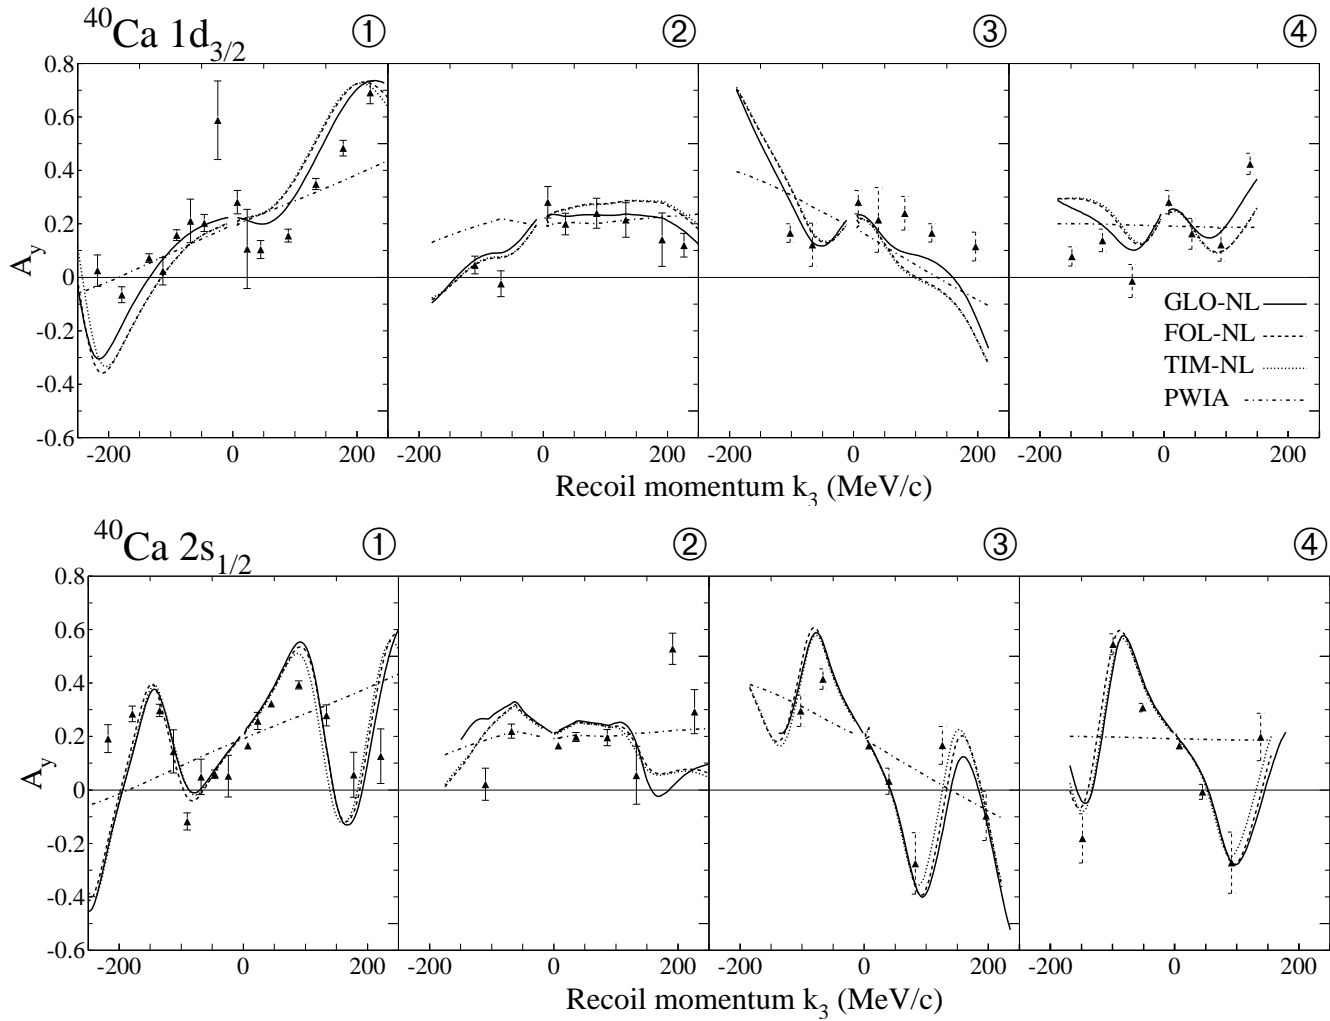 ⁴⁰Ca 1d₃/₂ ① ② ③ ④
0.8
0.6
0.4
0.2
0
-0.2
-0.4
-0.6
A_y
GLO-NL
FOL-NL
TIM-NL
PWIA
-200 0 200 -200 0 200 -200 0 200 -200 0 200
Recoil momentum k₃ (MeV/c)
⁴⁰Ca 2s₁/₂ ① ② ③ ④
0.8
0.6
0.4
0.2
0
-0.2
-0.4
-0.6
A_y
-200 0 200 -200 0 200 -200 0 200 -200 0 200
Recoil momentum k₃ (MeV/c)